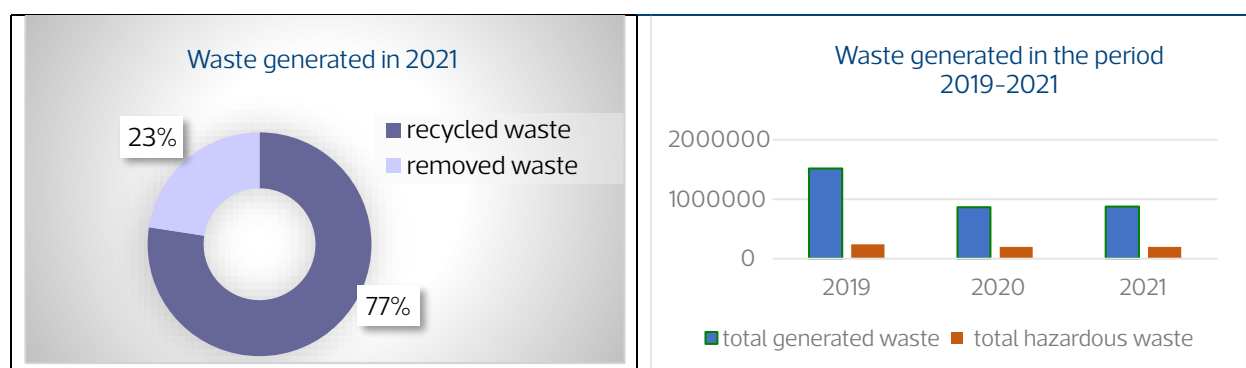 Waste generated in 2021
23%
recycled waste
removed waste
77%
Waste generated in the period
2019-2021
2000000
1000000
0
2019 2020 2021
total generated waste total hazardous waste